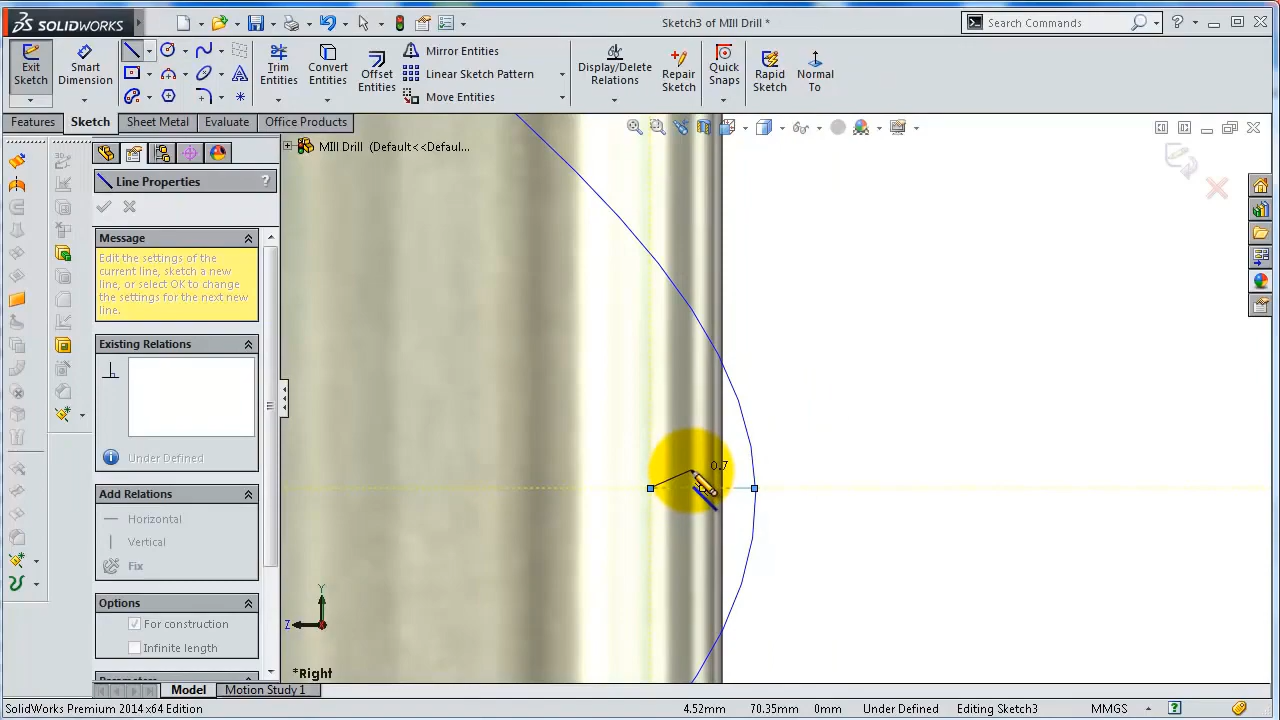 SOLIDWORKS
Sketch3 of MIll Drill *
Search Commands
Exit Sketch
Smart Dimension
Trim Entities
Convert Entities
Offset Entities
Mirror Entities
Linear Sketch Pattern
Move Entities
Display/Delete Relations
Repair Sketch
Quick Snaps
Rapid Sketch
Normal To
Features
Sketch
Sheet Metal
Evaluate
Office Products
MIll Drill (Default<<Defaul...
Line Properties
?
Message
Edit the settings of the
current line, sketch a new
line, or select OK to change
the settings for the next new
line.
Existing Relations
Under Defined
Add Relations
Horizontal
Vertical
Fix
Options
For construction
Infinite length
0.7
Y
Z
*Right
Model
Motion Study 1
SolidWorks Premium 2014 x64 Edition
4.52mm
70.35mm
0mm
Under Defined
Editing Sketch3
MMGS